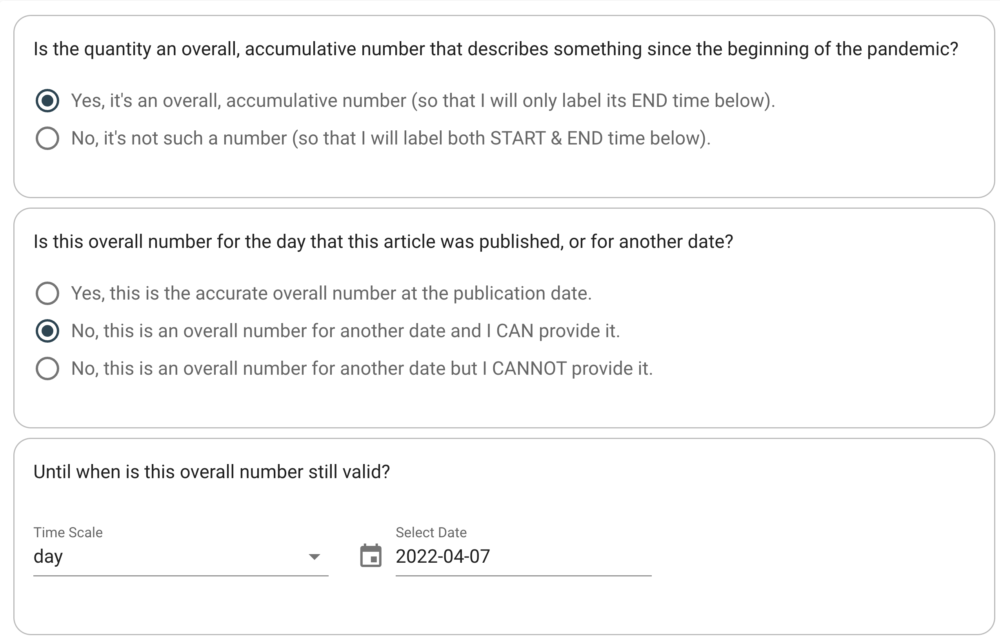 Is the quantity an overall, accumulative number that describes something since the beginning of the pandemic?
Yes, it's an overall, accumulative number (so that I will only label its END time below).
No, it's not such a number (so that I will label both START & END time below).
Is this overall number for the day that this article was published, or for another date?
Yes, this is the accurate overall number at the publication date.
No, this is an overall number for another date and I CAN provide it.
No, this is an overall number for another date but I CANNOT provide it.
Until when is this overall number still valid?
Time Scale
day
Select Date
2022-04-07